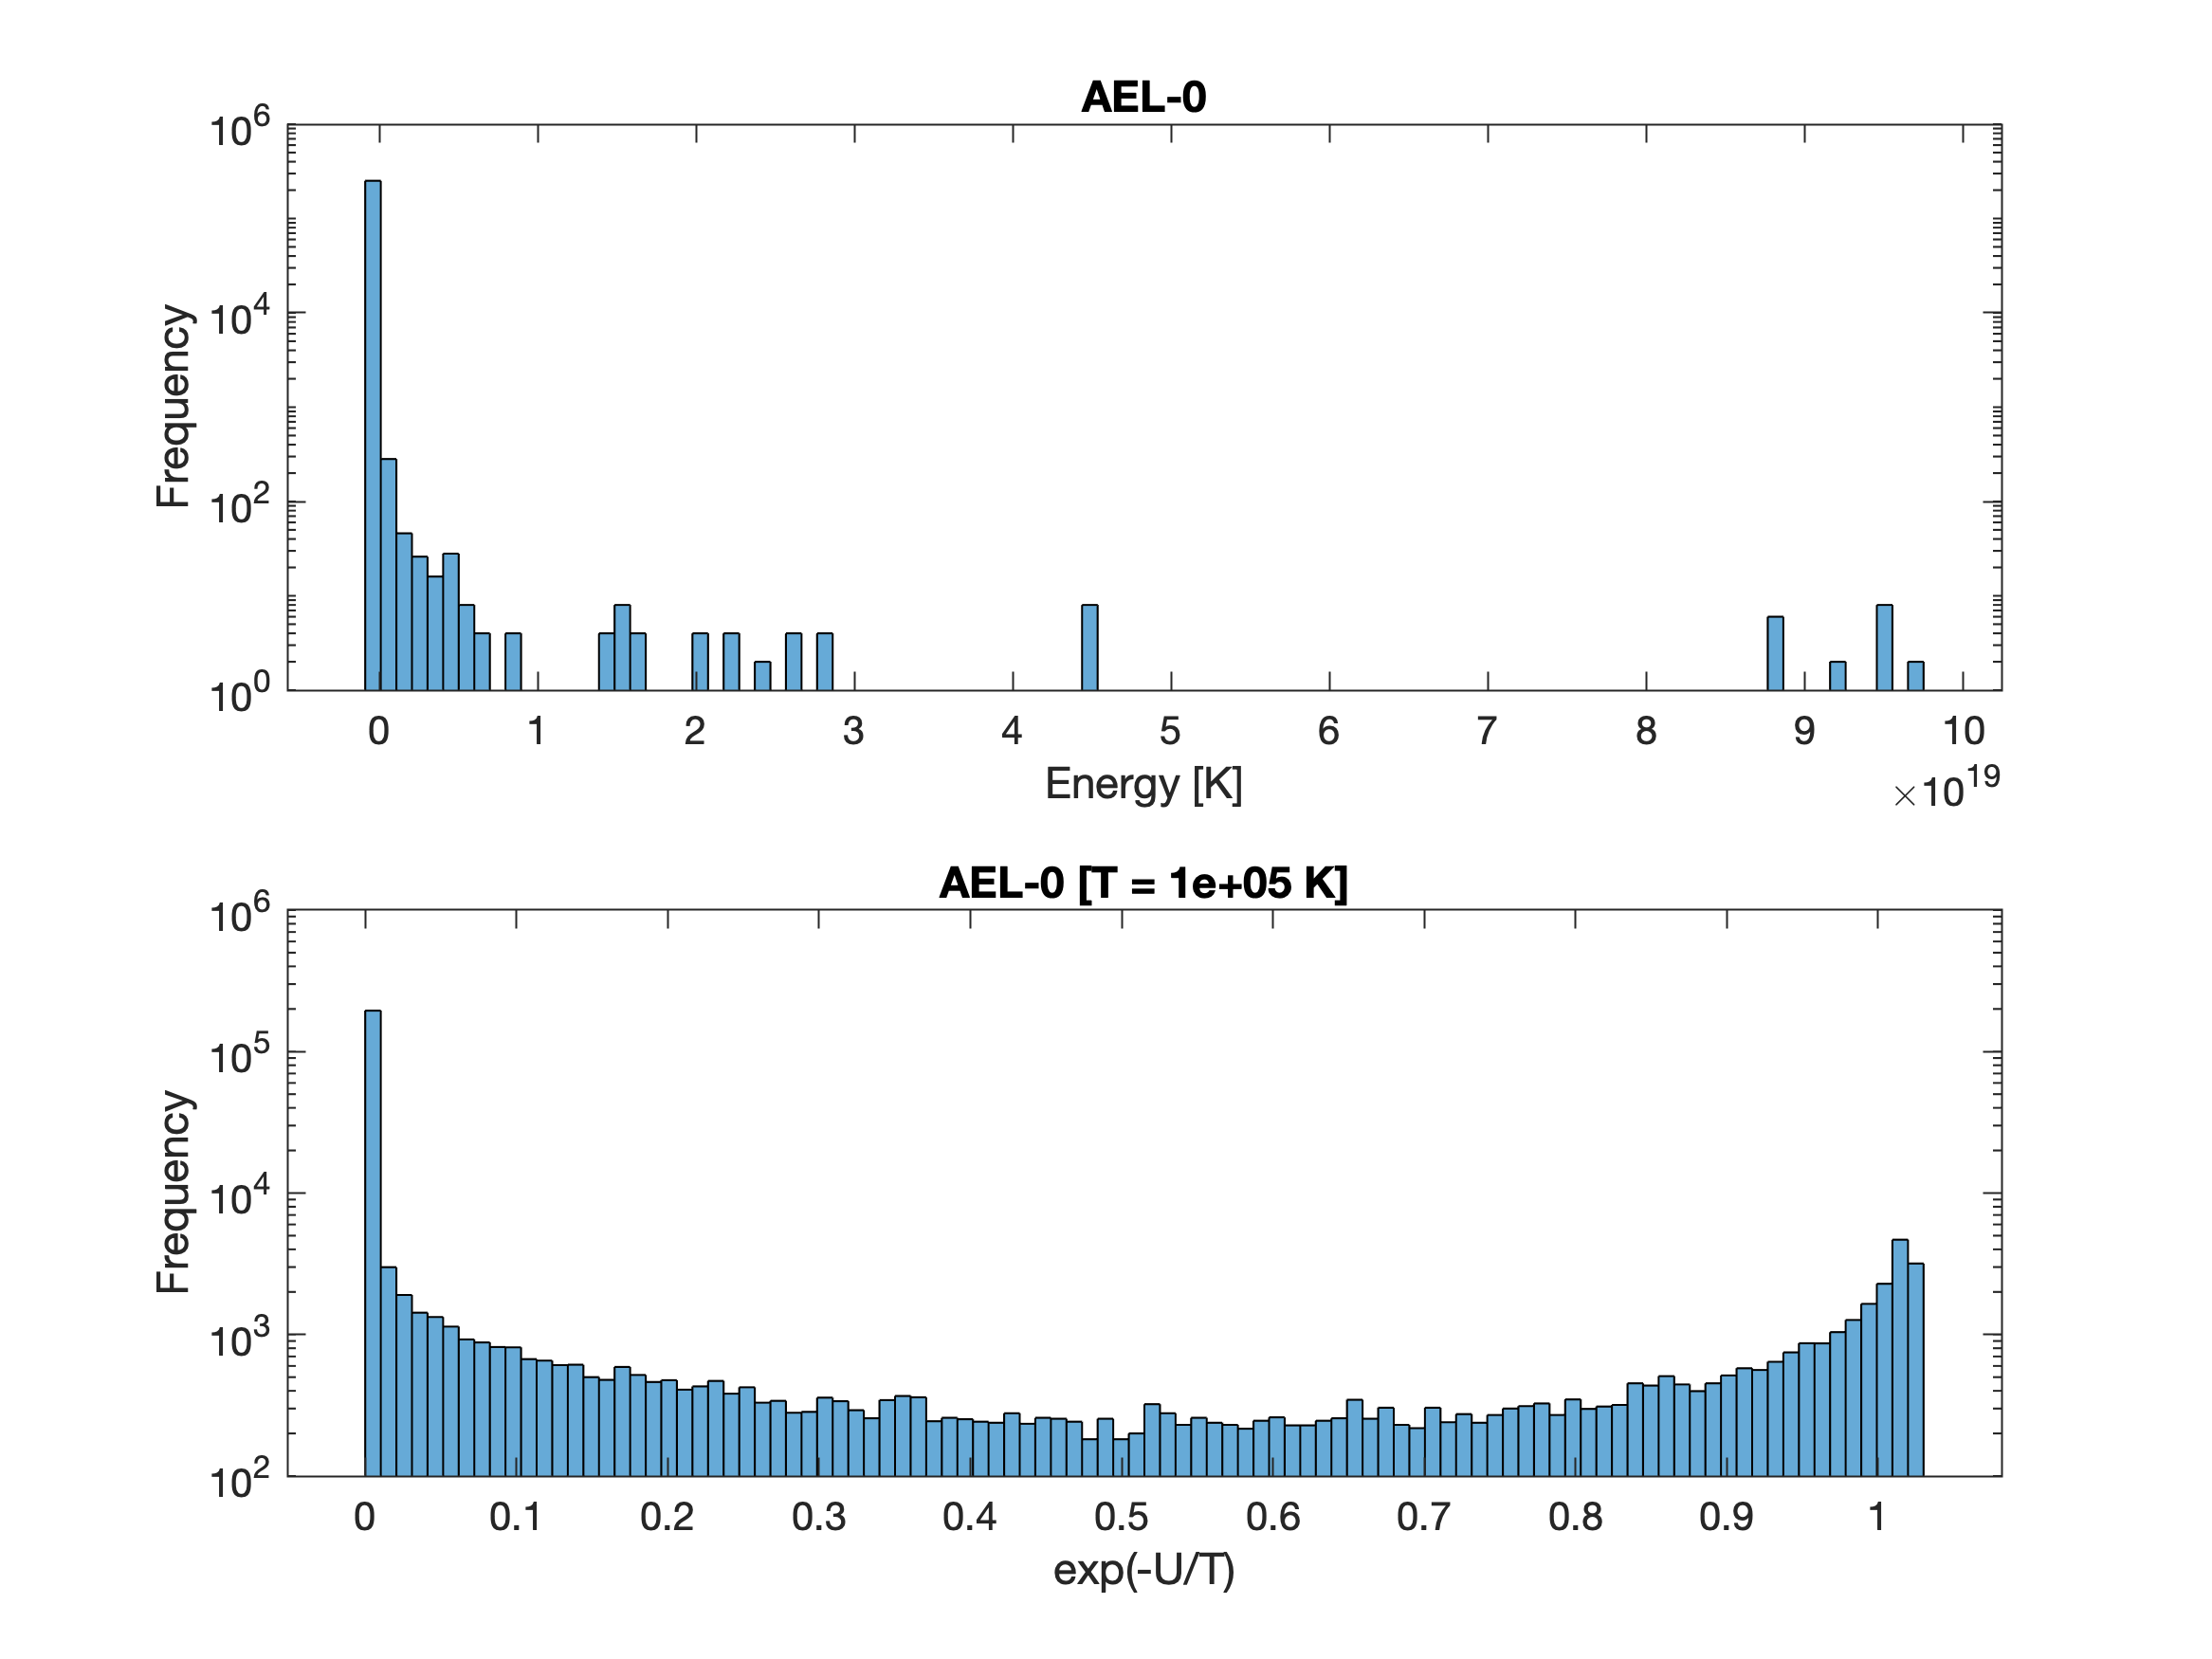 AEL-0
10^6
10^4
10^2
10^0
Frequency
0 1 2 3 4 5 6 7 8 9 10
Energy [K]
×10^19
AEL-0 [T = 1e+05 K]
10^6
10^5
10^4
10^3
10^2
Frequency
0 0.1 0.2 0.3 0.4 0.5 0.6 0.7 0.8 0.9 1
exp(-U/T)